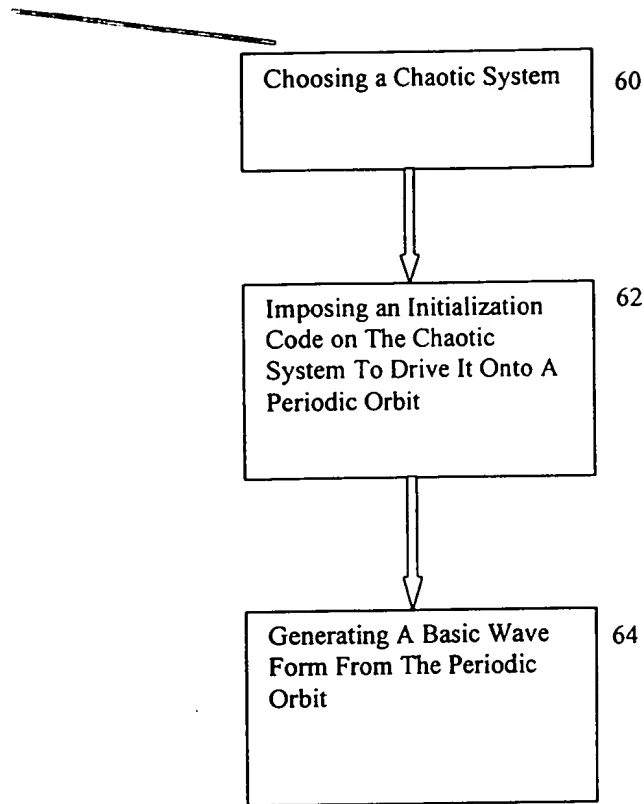 Choosing a Chaotic System
60
Imposing an Initialization
Code on The Chaotic
System To Drive It Onto A
Periodic Orbit
62
Generating A Basic Wave
Form From The Periodic
Orbit
64